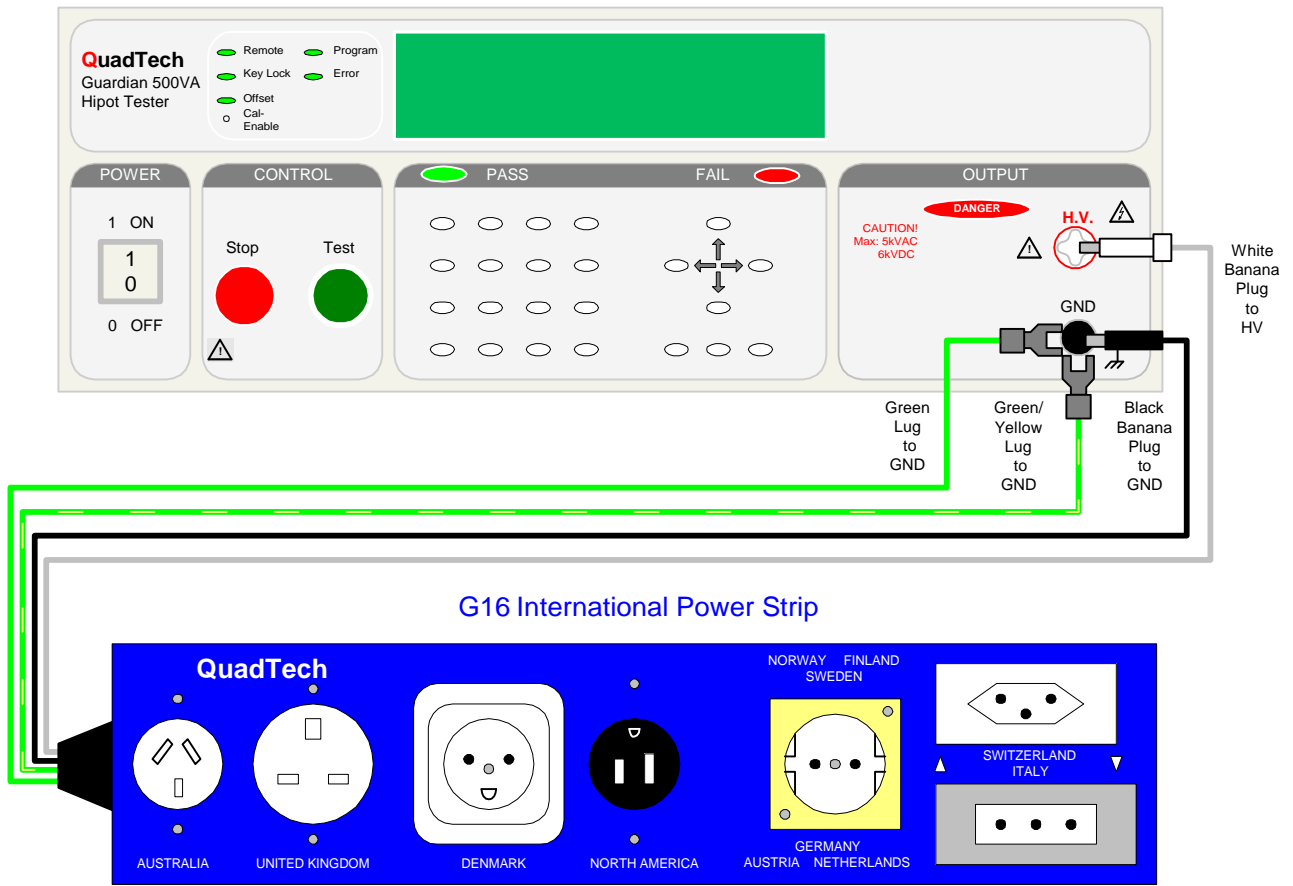 QuadTech
Guardian 500VA
Hipot Tester
Remote
Program
Key Lock
Error
Offset
Cal-
Enable
POWER
CONTROL
PASS
FAIL
OUTPUT
1 ON
1
0
0 OFF
Stop
Test
DANGER
CAUTION!
Max: 5kVAC
6kVDC
H.V.
GND
White
Banana
Plug
to
HV
Green
Lug
to
GND
Green/
Yellow
Lug
to
GND
Black
Banana
Plug
to
GND
G16 International Power Strip
QuadTech
AUSTRALIA
UNITED KINGDOM
DENMARK
NORTH AMERICA
NORWAY FINLAND
SWEDEN
GERMANY
AUSTRIA NETHERLANDS
SWITZERLAND
ITALY